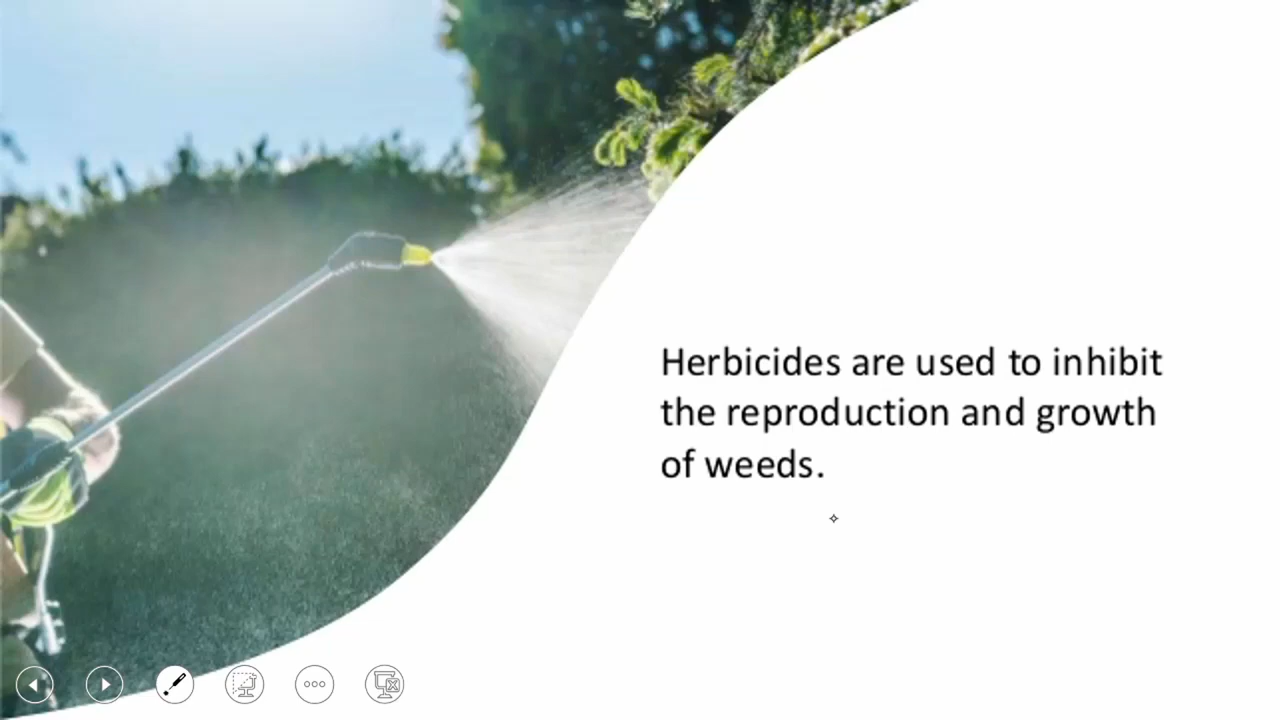 Herbicides are used to inhibit
the reproduction and growth
of weeds.